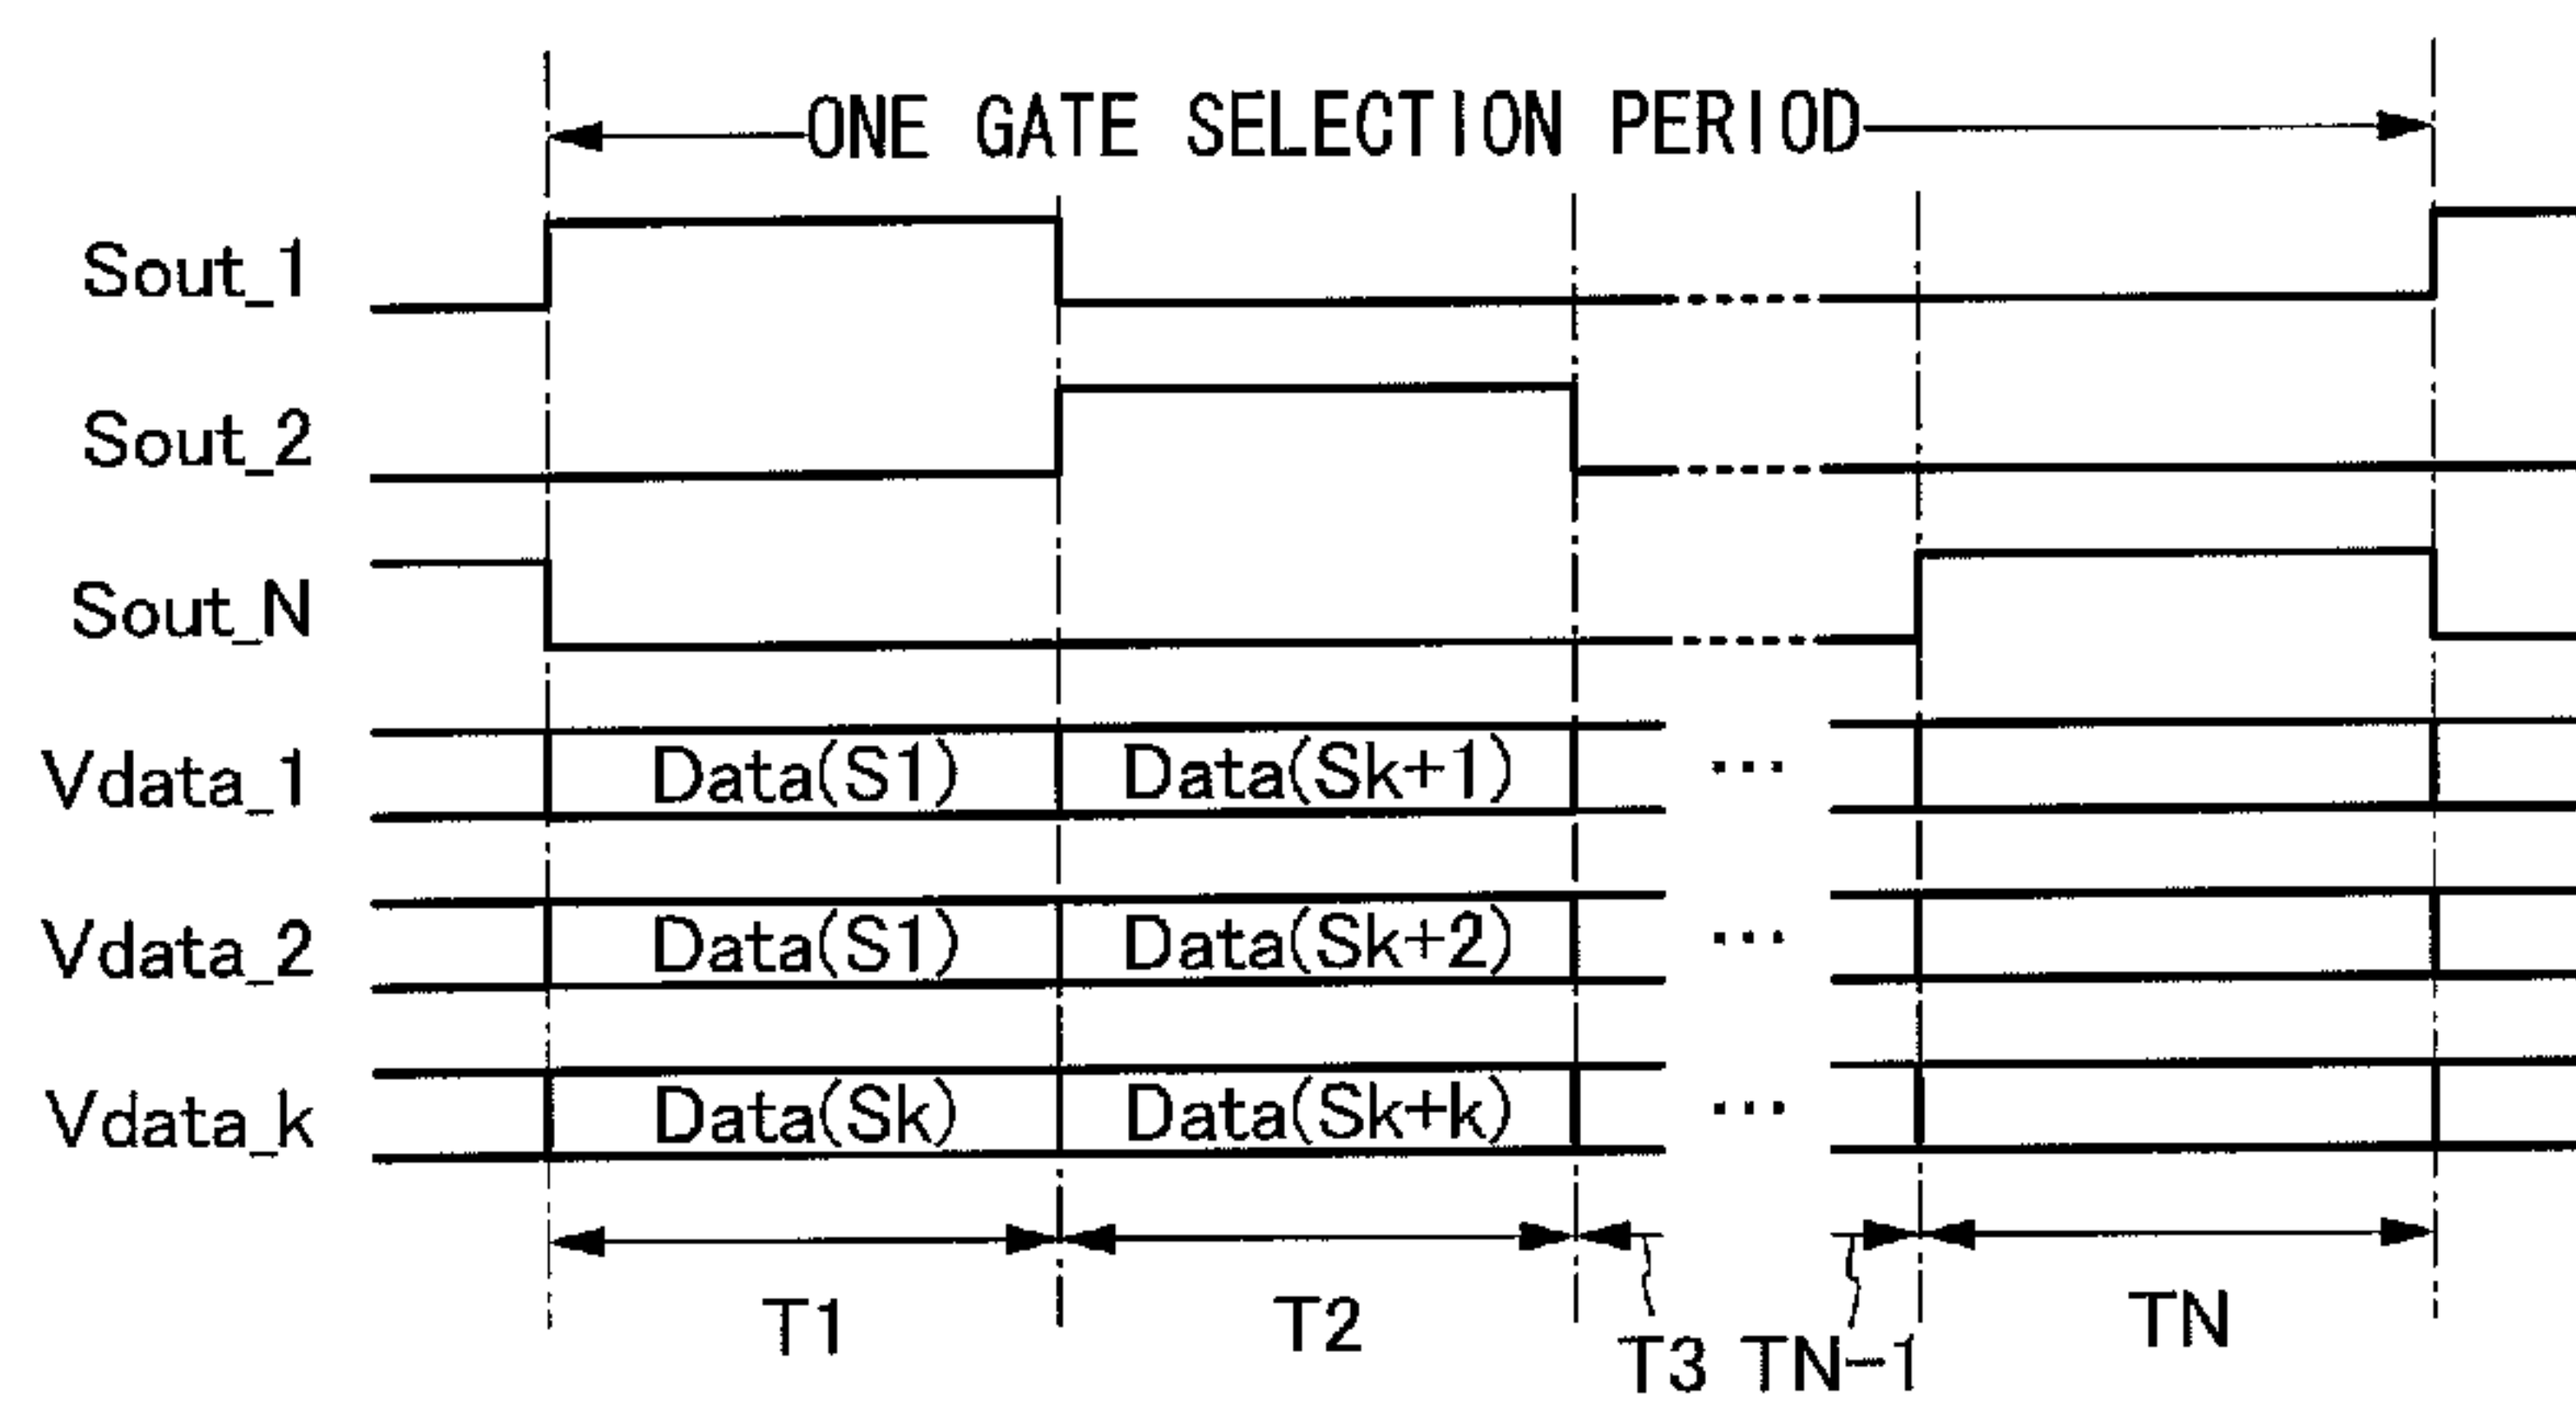 ONE GATE SELECTION PERIOD
Sout_1
Sout_2
Sout_N
Vdata_1 Data(S1) Data(Sk+1) ...
Vdata_2 Data(S1) Data(Sk+2) ...
Vdata_k Data(Sk) Data(Sk+k) ...
T1 T2 T3 TN-1 TN